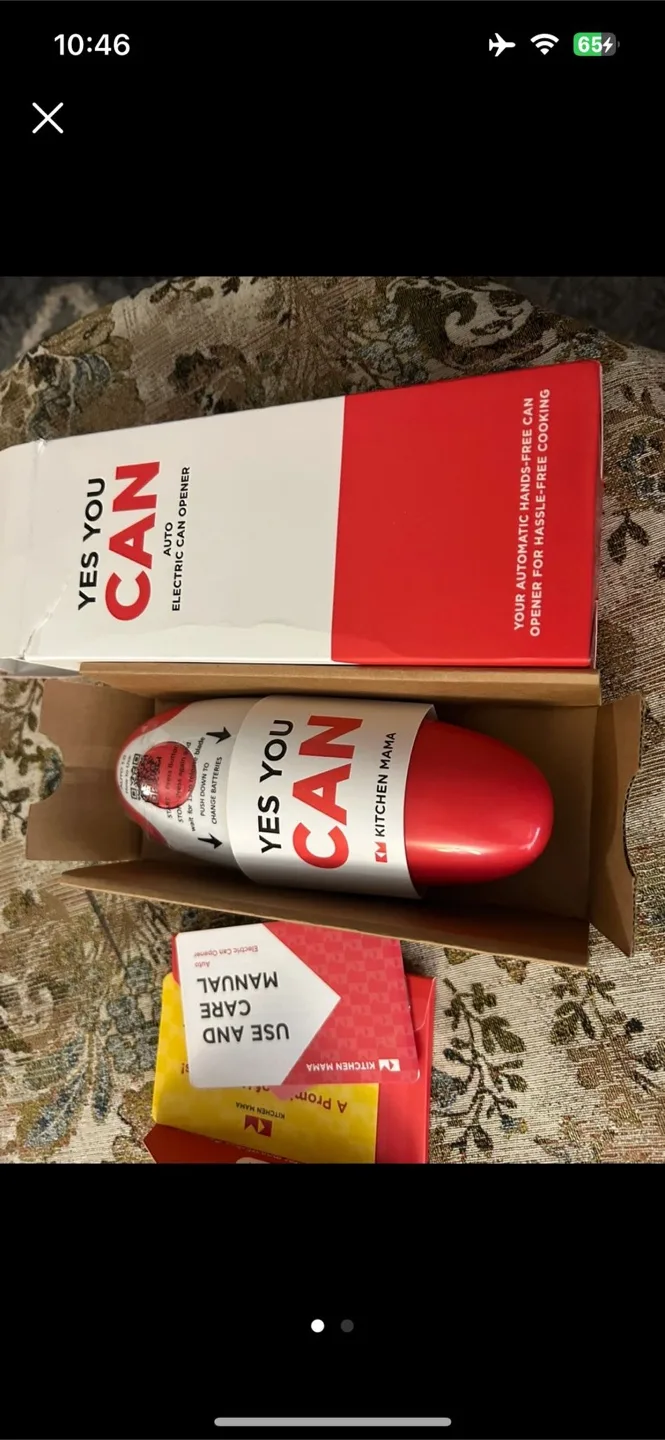 10:46
65
YES YOU
CAN
AUTO
ELECTRIC CAN OPENER
YOUR AUTOMATIC HANDS-FREE CAN
OPENER FOR HASSLE-FREE COOKING
PUSH DOWN TO
CHANGE BATTERIES
YES YOU
CAN
KITCHEN MAMA
USE AND
CARE
MANUAL
Auto
Electric Can Opener
KITCHEN MAMA
A
KITCHEN MAMA